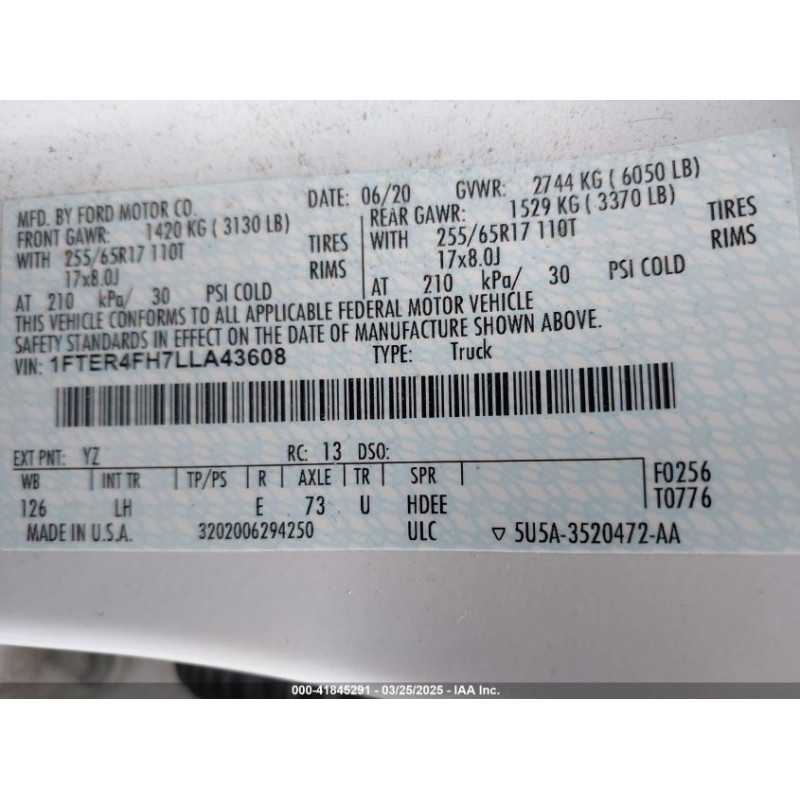 MFD. BY FORD MOTOR CO. DATE: 06/20 GVWR: 2744 KG ( 6050 LB)
FRONT GAWR: 1420 KG ( 3130 LB) REAR GAWR: 1529 KG ( 3370 LB)
WITH 255/65R17 110T TIRES WITH 255/65R17 110T TIRES
17x8.0J RIMS 17x8.0J RIMS
AT 210 kPa/ 30 PSI COLD AT 210 kPa/ 30 PSI COLD
THIS VEHICLE CONFORMS TO ALL APPLICABLE FEDERAL MOTOR VEHICLE
SAFETY STANDARDS IN EFFECT ON THE DATE OF MANUFACTURE SHOWN ABOVE.
VIN: 1FTER4FH7LLA43608 TYPE: Truck
EXT PNT: YZ RC: 13 DSO:
WB INT TR TP/PS R AXLE TR SPR F0256
126 LH E 73 U HDEE T0776
MADE IN U.S.A. 3202006294250 ULC ▽ 5U5A-3520472-AA
000-41845291 - 03/25/2025 - IAA Inc.